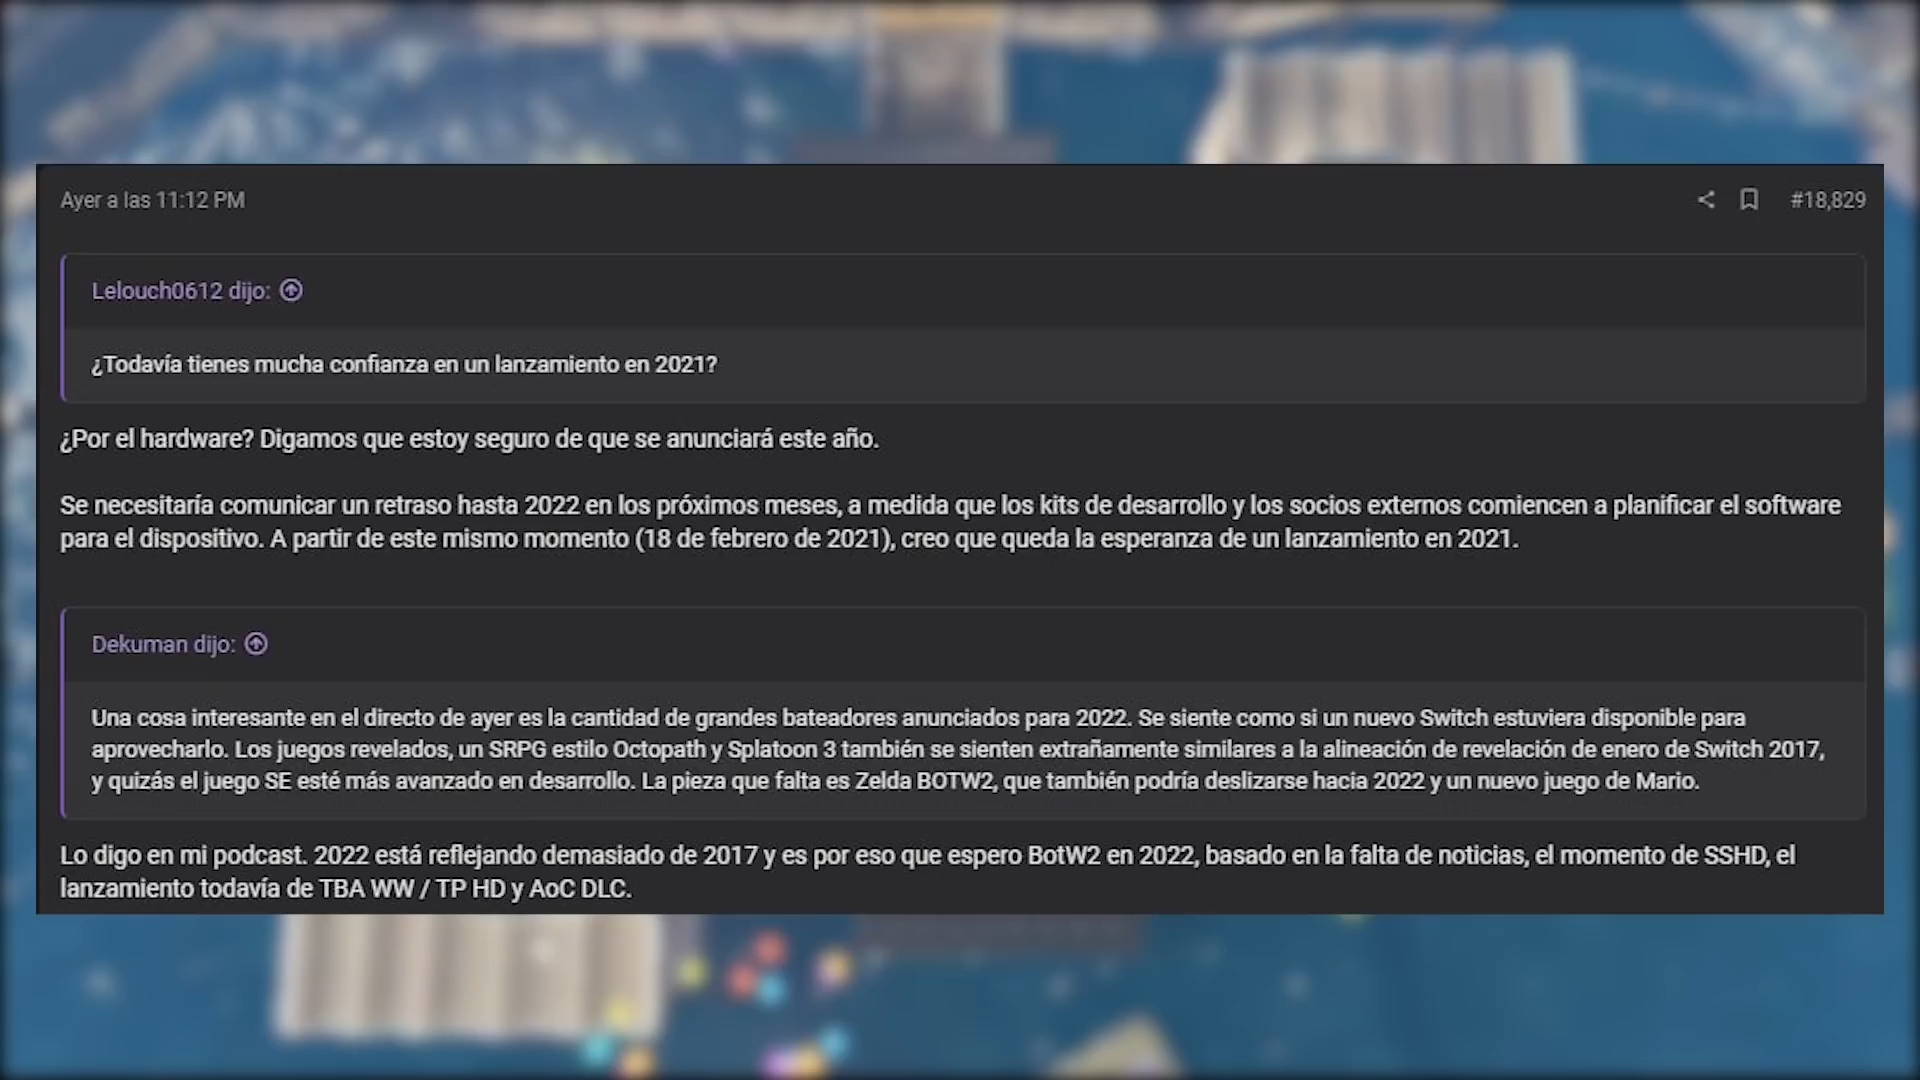 Ayer a las 11:12 PM
#18,829
Lelouch0612 dijo:
¿Todavía tienes mucha confianza en un lanzamiento en 2021?
¿Por el hardware? Digamos que estoy seguro de que se anunciará este año.
Se necesitaría comunicar un retraso hasta 2022 en los próximos meses, a medida que los kits de desarrollo y los socios externos comiencen a planificar el software
para el dispositivo. A partir de este mismo momento (18 de febrero de 2021), creo que queda la esperanza de un lanzamiento en 2021.
Dekuman dijo:
Una cosa interesante en el directo de ayer es la cantidad de grandes bateadores anunciados para 2022. Se siente como si un nuevo Switch estuviera disponible para
aprovecharlo. Los juegos revelados, un SRPG estilo Octopath y Splatoon 3 también se sienten extrañamente similares a la alineación de revelación de enero de Switch 2017,
y quizás el juego SE esté más avanzado en desarrollo. La pieza que falta es Zelda BOTW2, que también podría deslizarse hacia 2022 y un nuevo juego de Mario.
Lo digo en mi podcast. 2022 está reflejando demasiado de 2017 y es por eso que espero BotW2 en 2022, basado en la falta de noticias, el momento de SSHD, el
lanzamiento todavía de TBA WW / TP HD y AoC DLC.